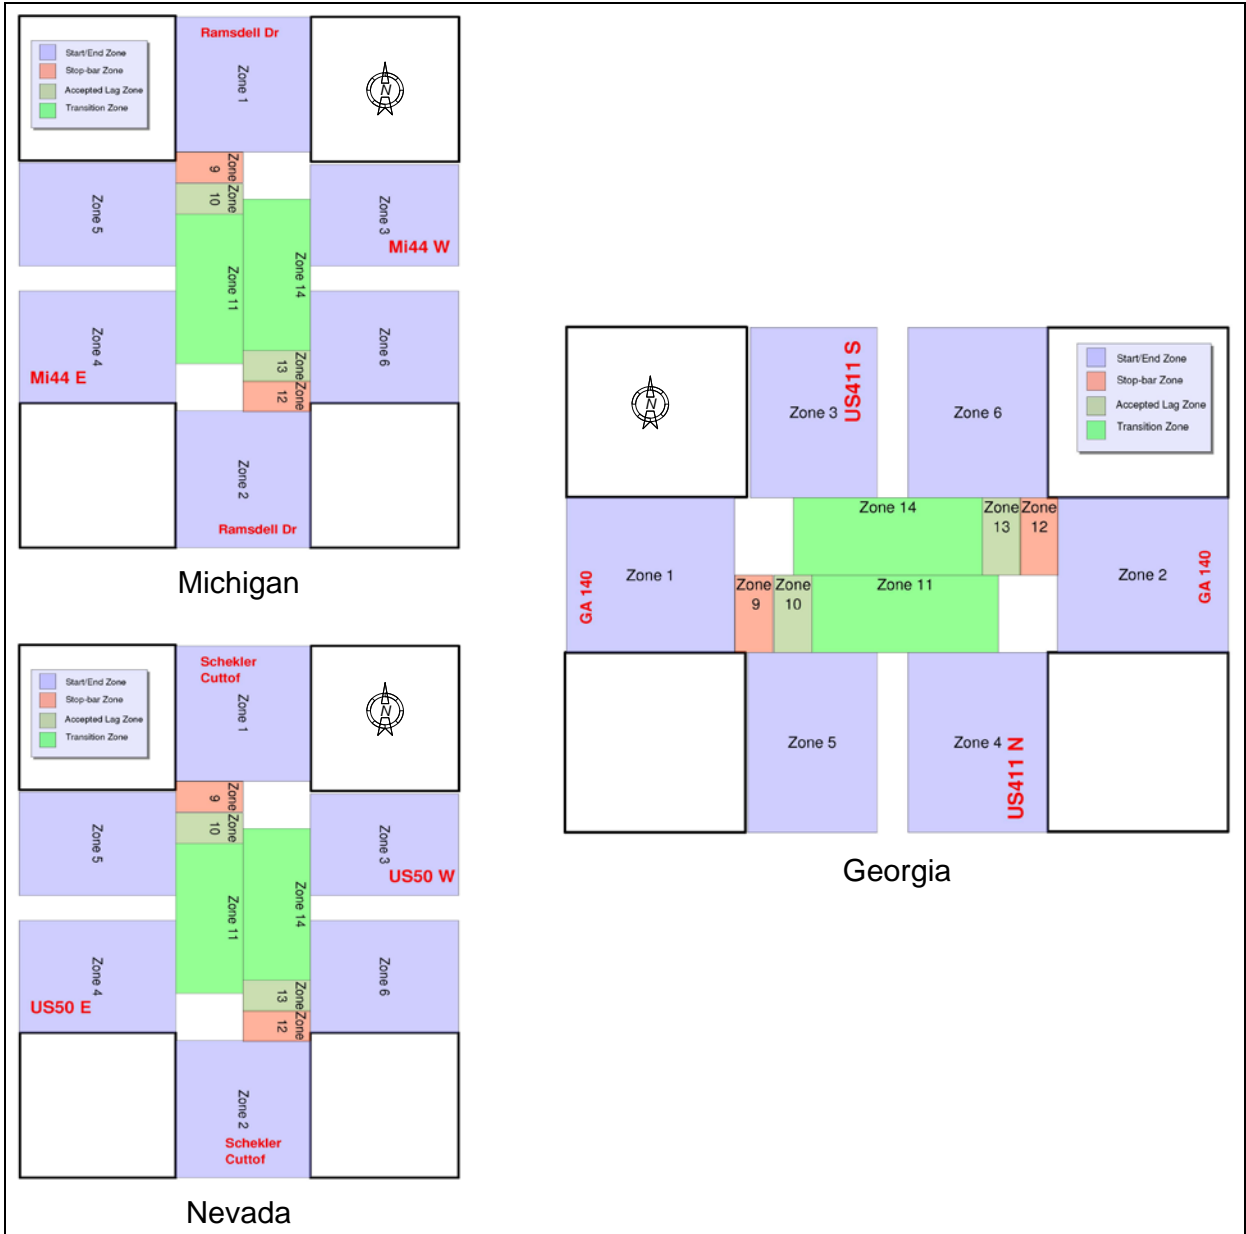 Ramsdell Dr
Zone 1
Start/End Zone
Stop-bar Zone
Accepted Lag Zone
Transition Zone
N
Zone
9
Zone
10
Zone 5
Zone 3
Mi44 W
Zone 11
Zone 14
Zone 4
Mi44 E
Zone 6
Zone
13
Zone
12
Zone 2
Ramsdell Dr
Michigan
Schekler
Cuttof
Zone 1
Start/End Zone
Stop-bar Zone
Accepted Lag Zone
Transition Zone
N
Zone
9
Zone
10
Zone 5
Zone 3
US50 W
Zone 11
Zone 14
Zone 4
US50 E
Zone 6
Zone
13
Zone
12
Zone 2
Schekler
Cuttof
Nevada
N
Zone 3
US411 S
Zone 6
Start/End Zone
Stop-bar Zone
Accepted Lag Zone
Transition Zone
Zone 14
Zone
13
Zone
12
GA 140
Zone 1
Zone
9
Zone
10
Zone 11
Zone 2
GA 140
Zone 5
Zone 4
US411 N
Georgia